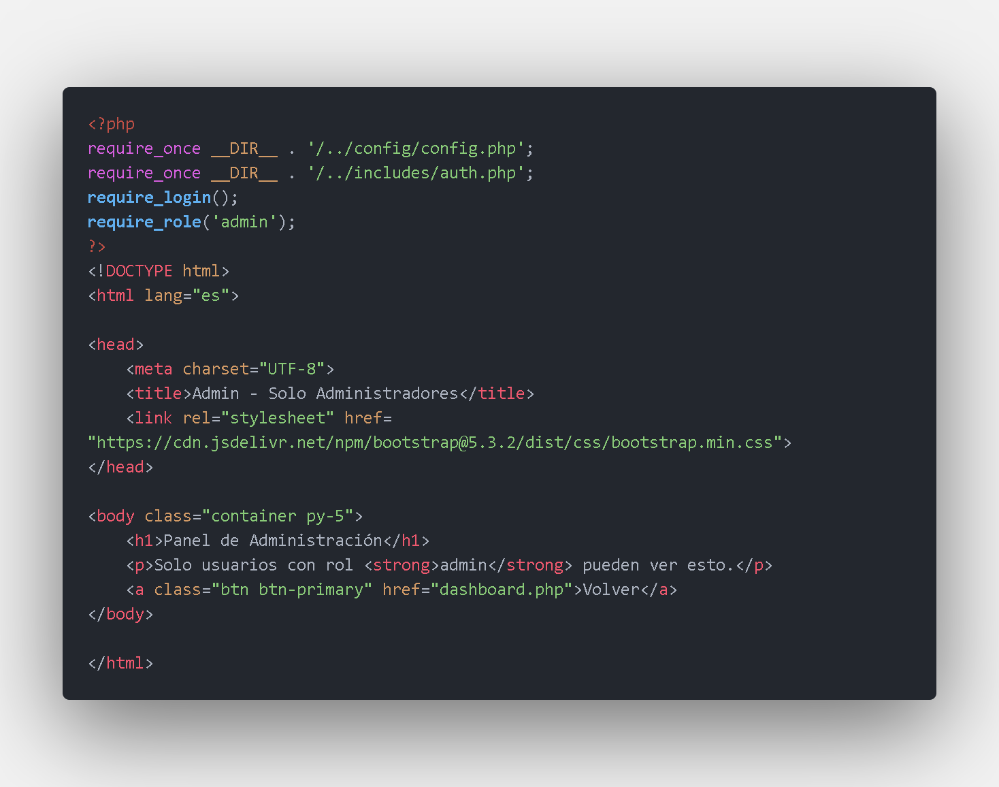 <?php
require_once __DIR__ . '/../config/config.php';
require_once __DIR__ . '/../includes/auth.php';
require_login();
require_role('admin');
?>
<!DOCTYPE html>
<html lang="es">

<head>
    <meta charset="UTF-8">
    <title>Admin - Solo Administradores</title>
    <link rel="stylesheet" href=
"https://cdn.jsdelivr.net/npm/bootstrap@5.3.2/dist/css/bootstrap.min.css">
</head>

<body class="container py-5">
    <h1>Panel de Administración</h1>
    <p>Solo usuarios con rol <strong>admin</strong> pueden ver esto.</p>
    <a class="btn btn-primary" href="dashboard.php">Volver</a>
</body>

</html>